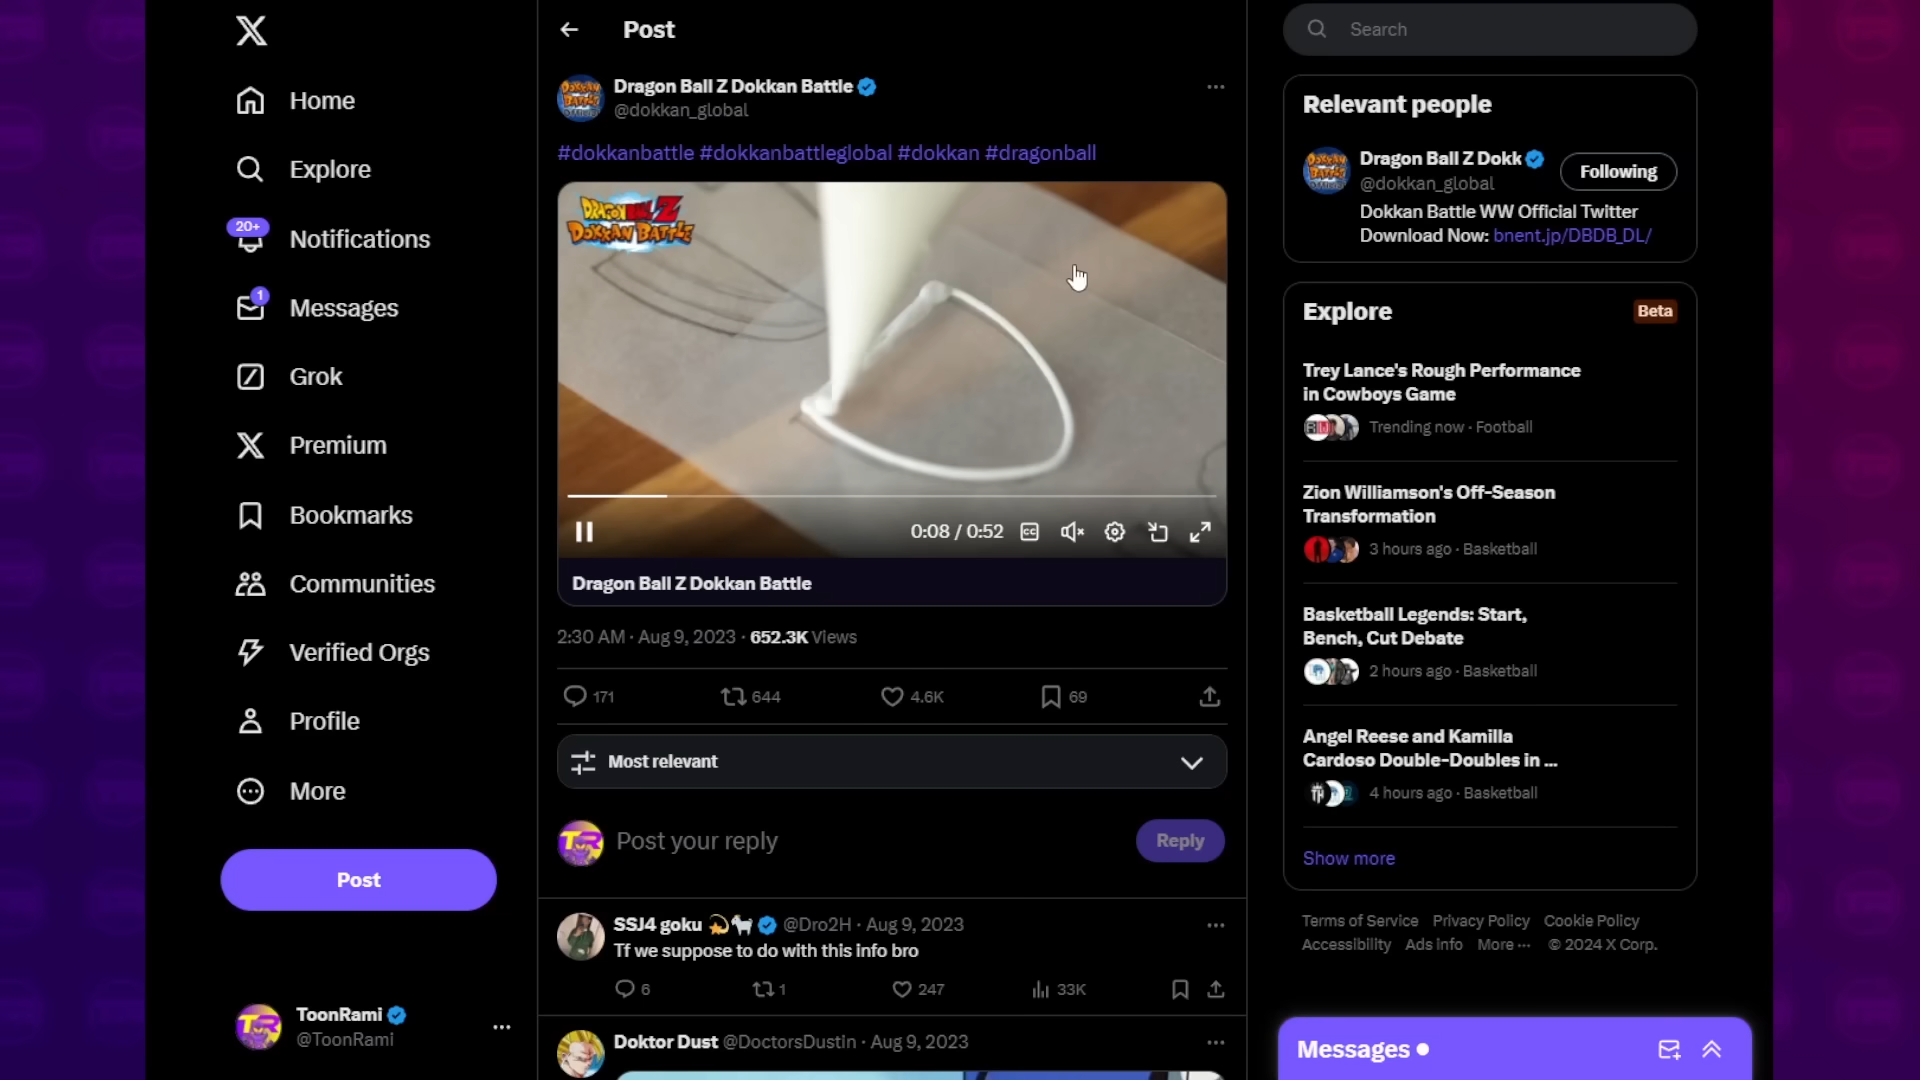 Home
Explore
20+
Notifications
1
Messages
Grok
Premium
Bookmarks
Communities
Verified Orgs
Profile
More
Post
ToonRami
@ToonRami
Post
Dragon Ball Z Dokkan Battle
@dokkan_global
#dokkanbattle #dokkanbattleglobal #dokkan #dragonball
DRAGON BALL Z
DOKKAN BATTLE
0:08 / 0:52
CC
Dragon Ball Z Dokkan Battle
2:30 AM · Aug 9, 2023 · 652.3K Views
171 644 4.6K 69
Most relevant
TR Post your reply Reply
SSJ4 goku @Dro2H · Aug 9, 2023
Tf we suppose to do with this info bro
6 1 247 33K
Doktor Dust @DoctorsDustin · Aug 9, 2023
Search
Relevant people
Dragon Ball Z Dokk
@dokkan_global
Following
Dokkan Battle WW Official Twitter
Download Now: bnent.jp/DBDB_DL/
Explore Beta
Trey Lance's Rough Performance
in Cowboys Game
Trending now · Football
Zion Williamson's Off-Season
Transformation
3 hours ago · Basketball
Basketball Legends: Start,
Bench, Cut Debate
2 hours ago · Basketball
Angel Reese and Kamilla
Cardoso Double-Doubles in ...
4 hours ago · Basketball
Show more
Terms of Service Privacy Policy Cookie Policy
Accessibility Ads info More ··· © 2024 X Corp.
Messages